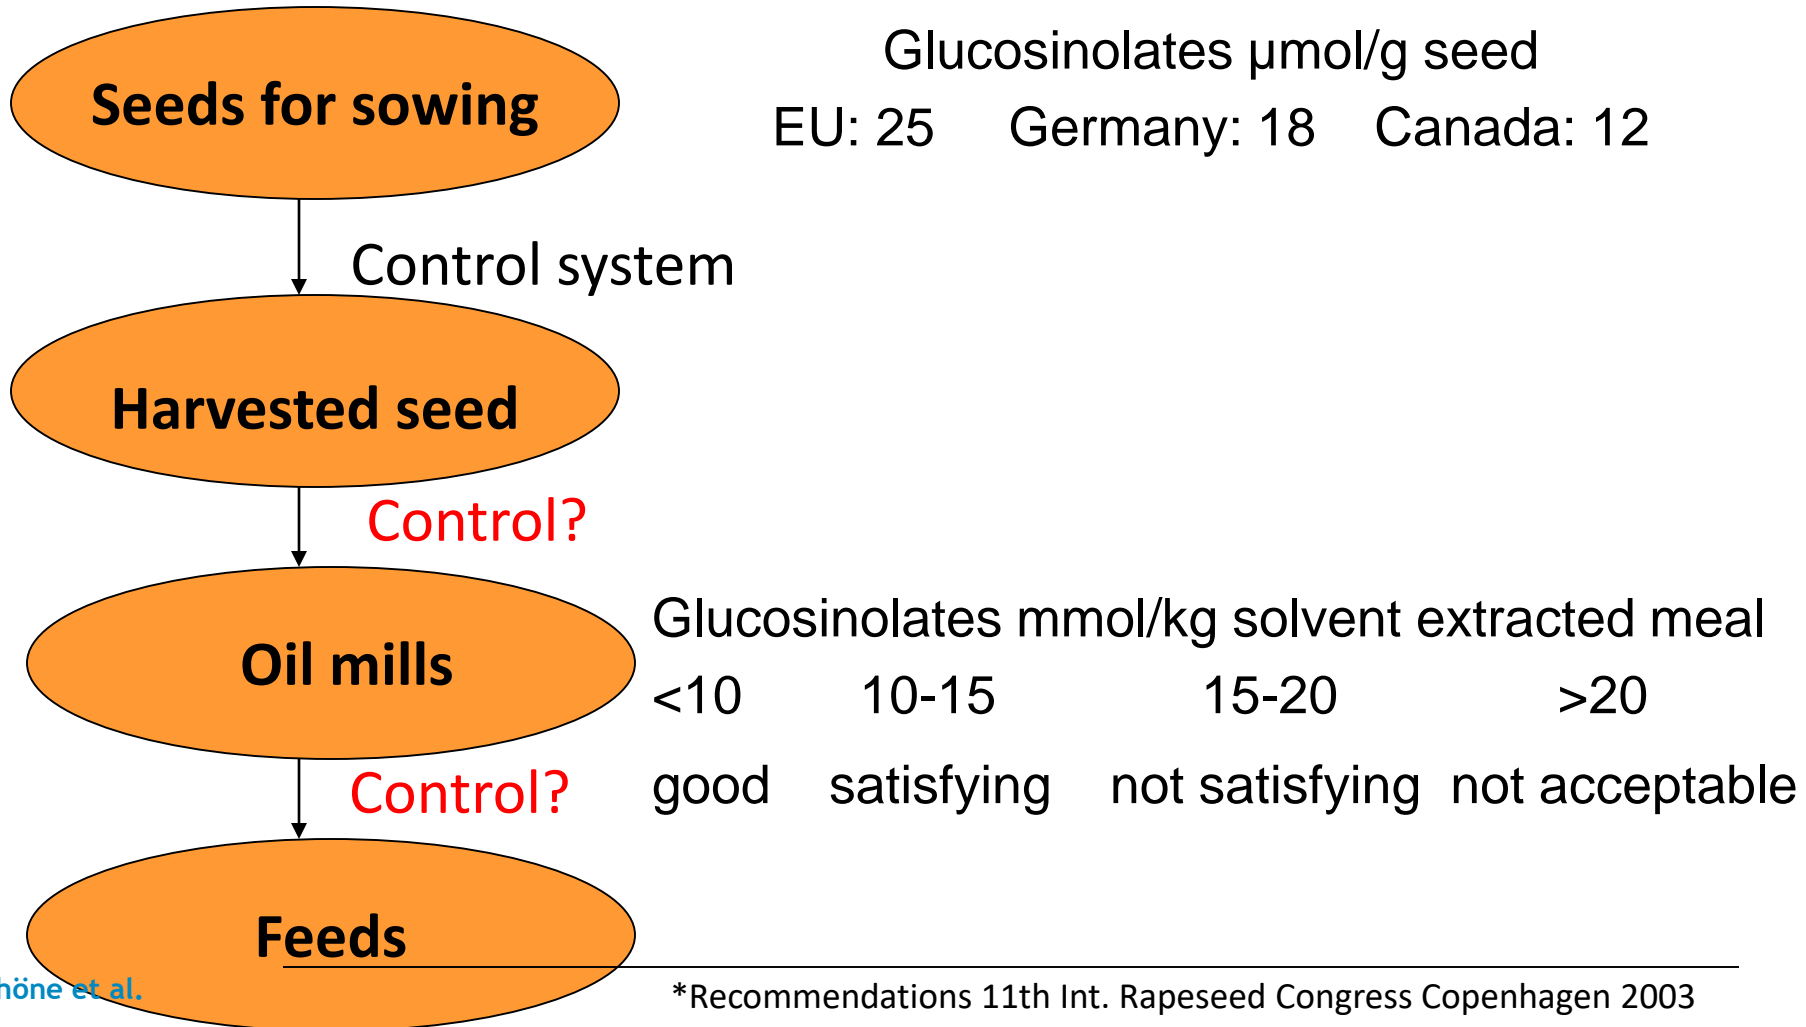 Glucosinolates µmol/g seed
Seeds for sowing
EU: 25 Germany: 18 Canada: 12
Control system
Harvested seed
Control?
Glucosinolates mmol/kg solvent extracted meal
Oil mills
<10 10-15 15-20 >20
Control?
good satisfying not satisfying not acceptable
Feeds
et al.
*Recommendations 11th Int. Rapeseed Congress Copenhagen 2003